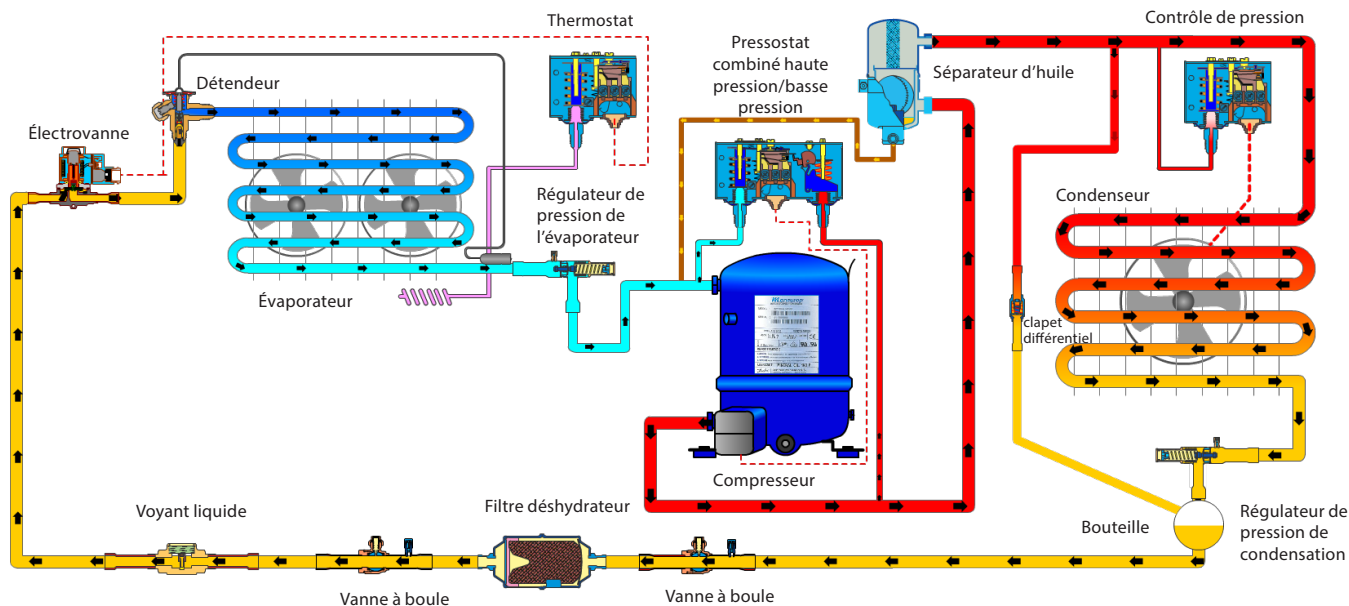 Thermostat
Contrôle de pression
Pressostat
combiné haute
pression/basse
pression
Séparateur d’huile
Détendeur
Électrovanne
Régulateur de
pression de
l’évaporateur
Condenseur
Évaporateur
clapet
différentiel
Compresseur
Filtre déshydrateur
Voyant liquide
Bouteille
Régulateur de
pression de
condensation
Vanne à boule
Vanne à boule